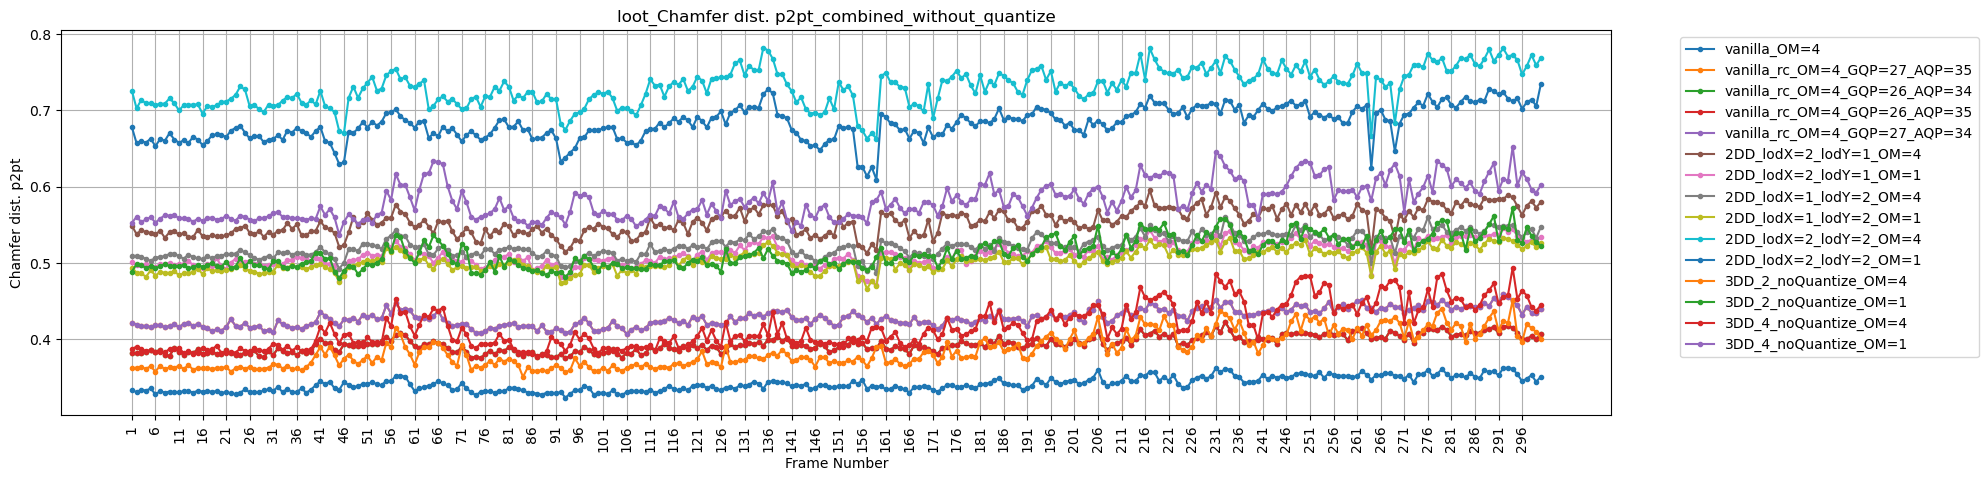 loot_Chamfer dist. p2pt_combined_without_quantize
Chamfer dist. p2pt
0.8
0.7
0.6
0.5
0.4
1 6 11 16 21 26 31 36 41 46 51 56 61 66 71 76 81 86 91 96 101 106 111 116 121 126 131 136 141 146 151 156 161 166 171 176 181 186 191 196 201 206 211 216 221 226 231 236 241 246 251 256 261 266 271 276 281 286 291 296
Frame Number
vanilla_OM=4
vanilla_rc_OM=4_GQP=27_AQP=35
vanilla_rc_OM=4_GQP=26_AQP=34
vanilla_rc_OM=4_GQP=26_AQP=35
vanilla_rc_OM=4_GQP=27_AQP=34
2DD_lodX=2_lodY=1_OM=4
2DD_lodX=2_lodY=1_OM=1
2DD_lodX=1_lodY=2_OM=4
2DD_lodX=1_lodY=2_OM=1
2DD_lodX=2_lodY=2_OM=4
2DD_lodX=2_lodY=2_OM=1
3DD_2_noQuantize_OM=4
3DD_2_noQuantize_OM=1
3DD_4_noQuantize_OM=4
3DD_4_noQuantize_OM=1